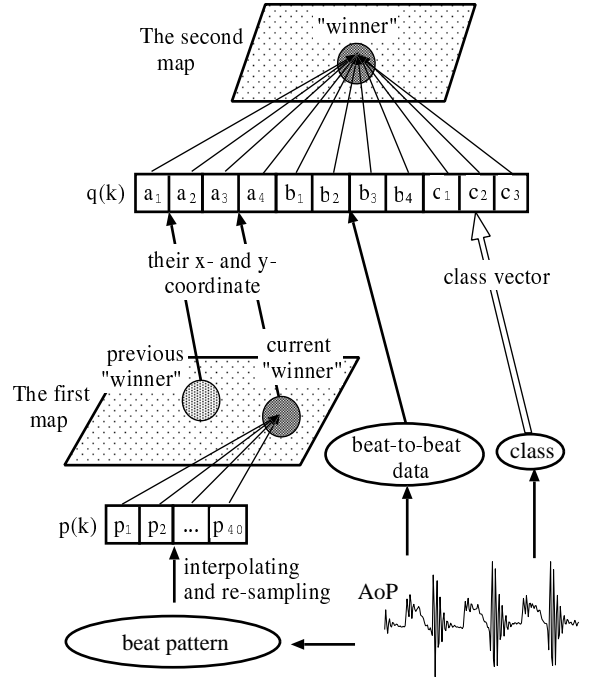 "winner"
The second
map
q(k) a1 a2 a3 a4 b1 b2 b3 b4 c1 c2 c3
their x- and y-
coordinate
class vector
previous
"winner"
current
"winner"
The first
map
beat-to-beat
data
class
p(k) p1 p2 ... p40
interpolating
and re-sampling
AoP
beat pattern